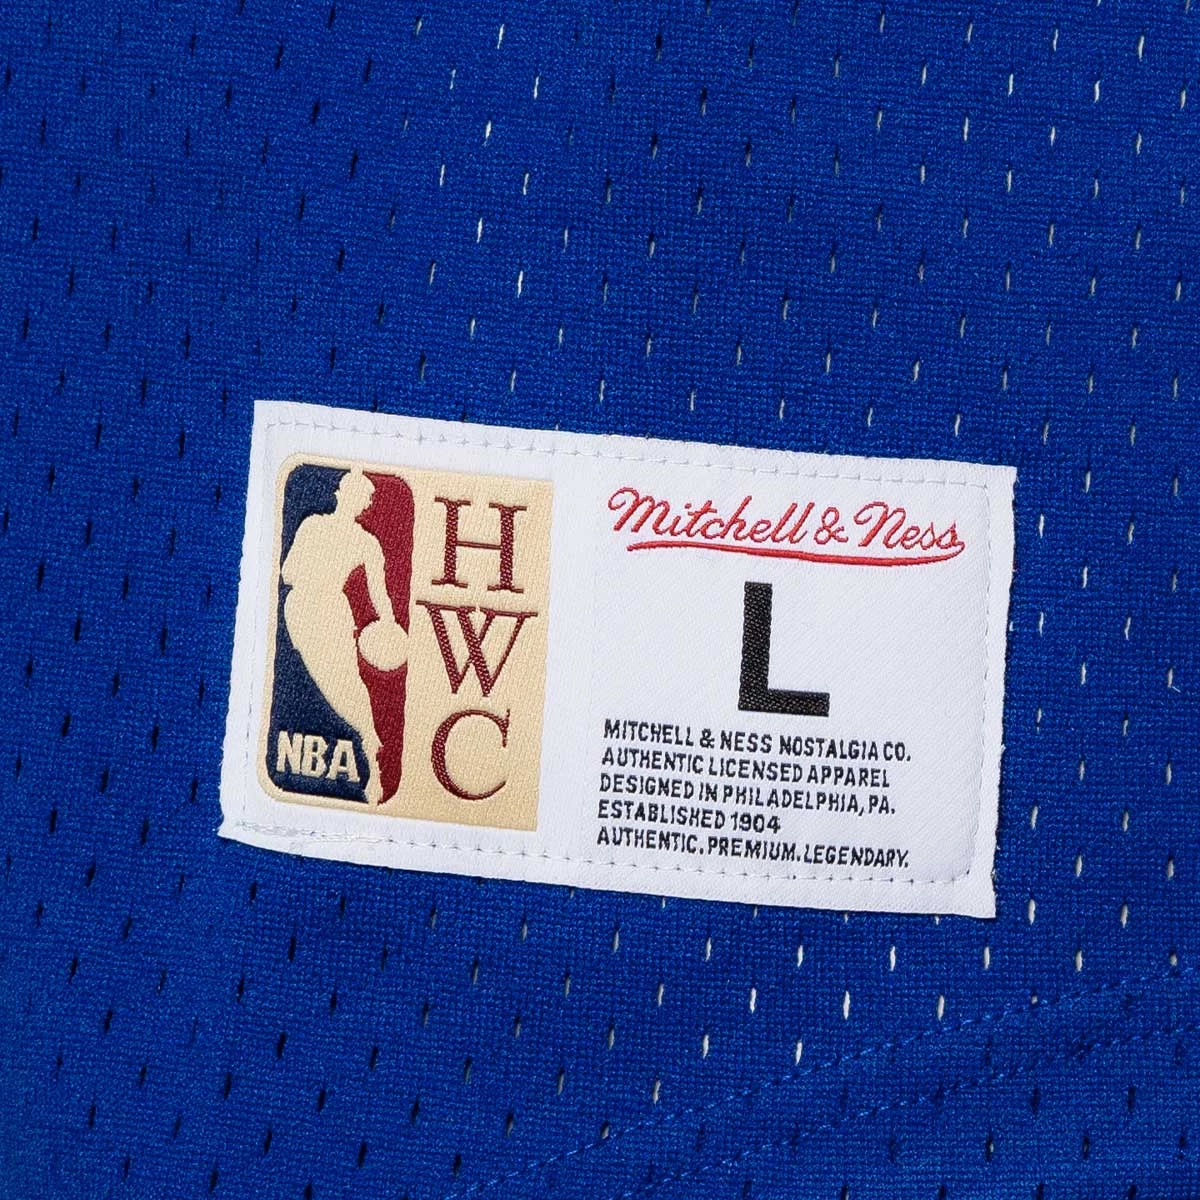 NBA
H
W
C
Mitchell & Ness
L
MITCHELL & NESS NOSTALGIA CO.
AUTHENTIC LICENSED APPAREL
DESIGNED IN PHILADELPHIA, PA.
ESTABLISHED 1904
AUTHENTIC. PREMIUM. LEGENDARY.